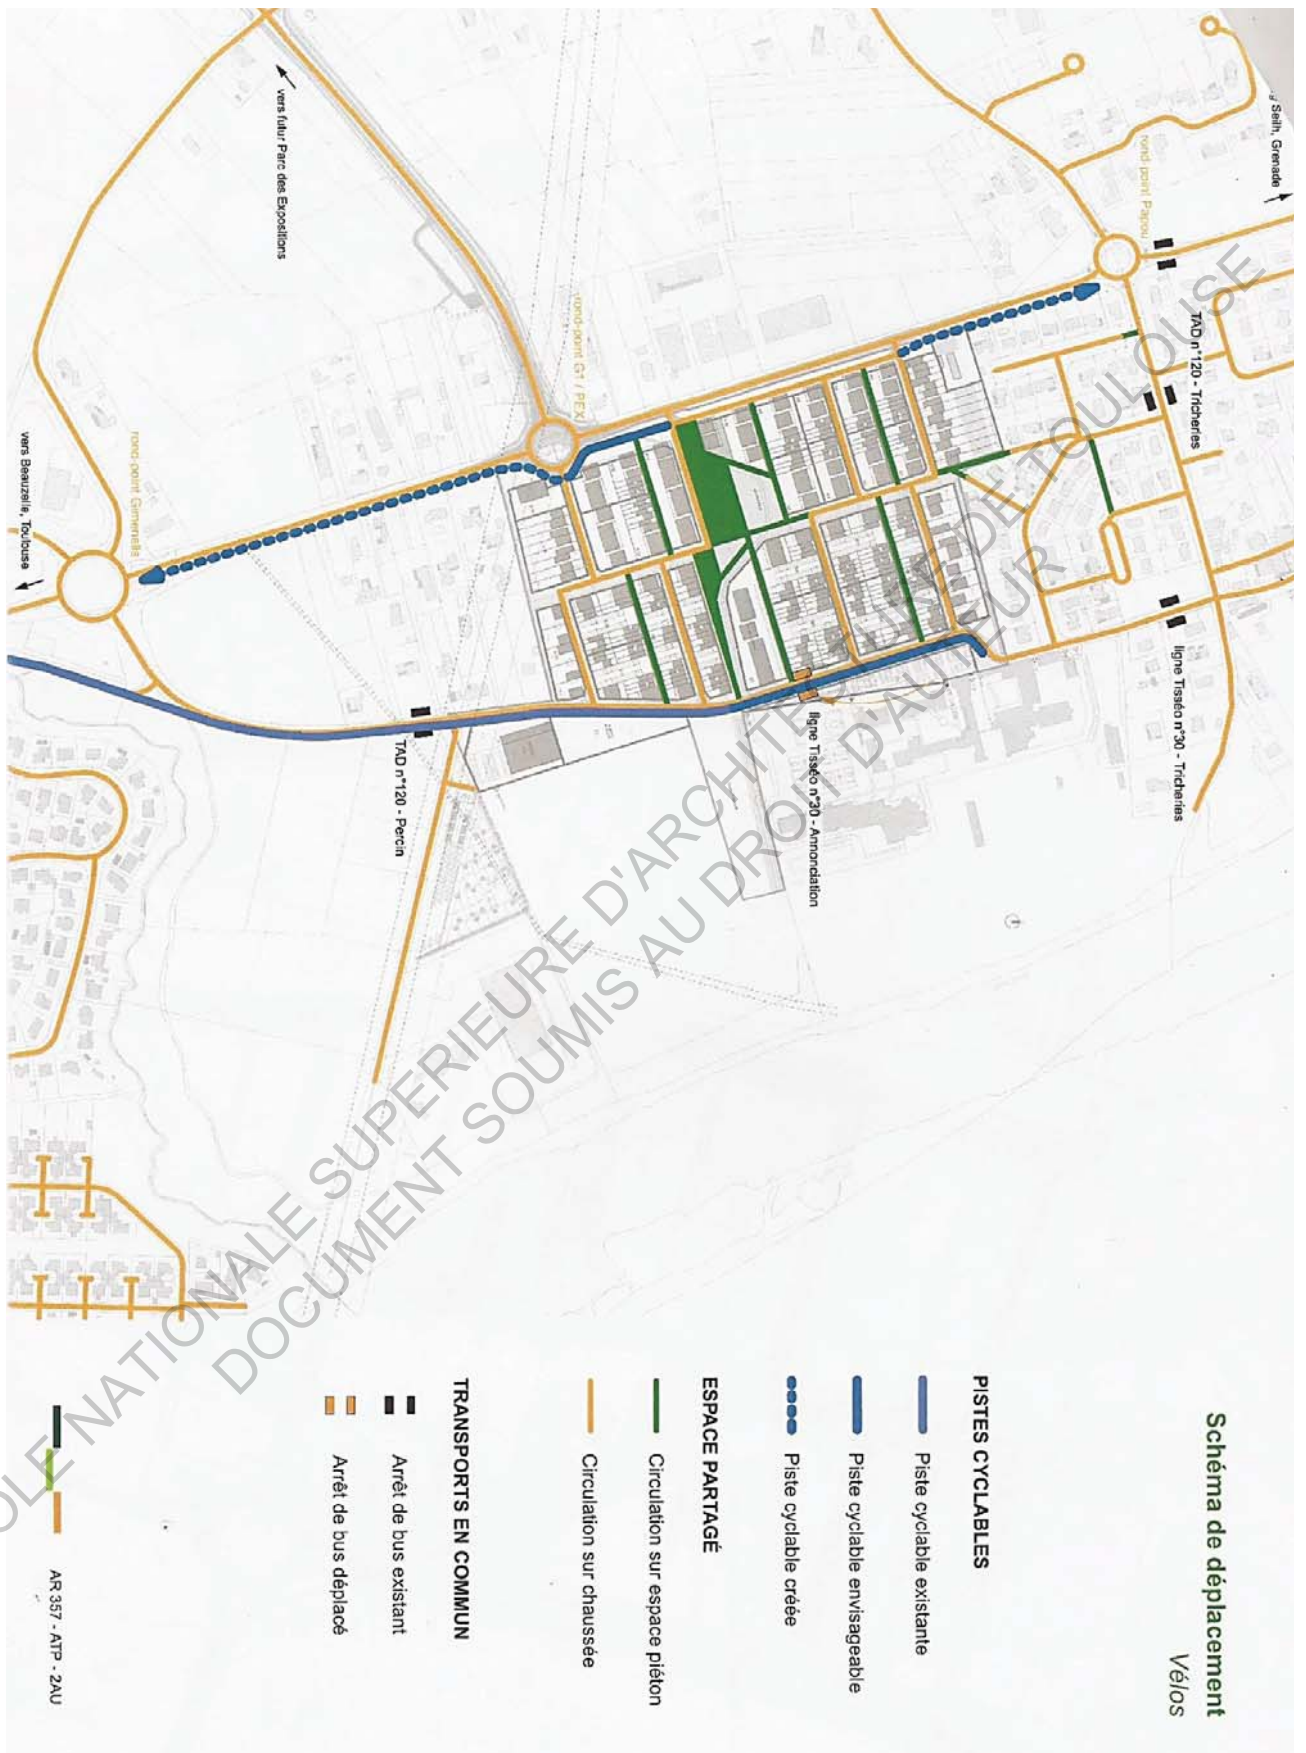 Schéma de déplacement
Vélos
PISTES CYCLABLES
Piste cyclable existante
Piste cyclable envisageable
Piste cyclable créée
ESPACE PARTAGÉ
Circulation sur espace piéton
Circulation sur chaussée
TRANSPORTS EN COMMUN
Arrêt de bus existant
Arrêt de bus déplacé
AR 357 - ATP - 2AU
Seilh, Grenade
rond-point Papou
TAD n°120 - Tricheries
ligne Tisséo n°30 - Tricheries
vers futur Parc des Expositions
rond-point G1 / PEX
ligne Tisséo n°30 - Annonciation
rond-point Gimenells
TAD n°120 - Percin
vers Beauzelle, Toulouse
NATIONALE SUPERIEURE D'ARCHITECTURE DE TOULOUSE
DOCUMENT SOUMIS AU DROIT D'AUTEUR